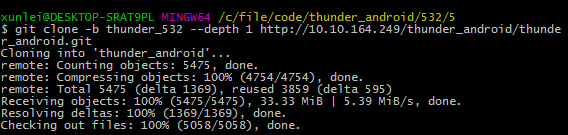 xunlei@DESKTOP-SRAT9PL MINGW64 /c/file/code/thunder_android/532/5
$ git clone -b thunder_532 --depth 1 http://10.10.164.249/thunder_android/thunde
r_android.git
Cloning into 'thunder_android'...
remote: Counting objects: 5475, done.
remote: Compressing objects: 100% (4754/4754), done.
remote: Total 5475 (delta 1369), reused 3859 (delta 595)
Receiving objects: 100% (5475/5475), 33.33 MiB | 5.39 MiB/s, done.
Resolving deltas: 100% (1369/1369), done.
Checking out files: 100% (5058/5058), done.